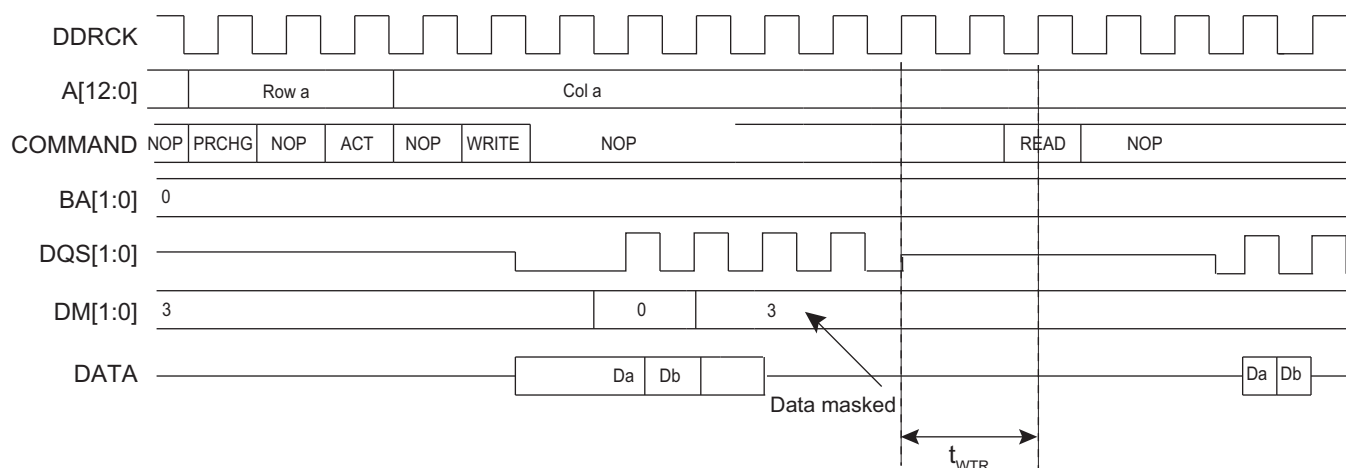 DDRCK
A[12:0] Row a Col a
COMMAND NOP PRCHG NOP ACT NOP WRITE NOP READ NOP
BA[1:0] 0
DQS[1:0]
DM[1:0] 3 0 3
DATA Da Db Da Db
Data masked
tWTR